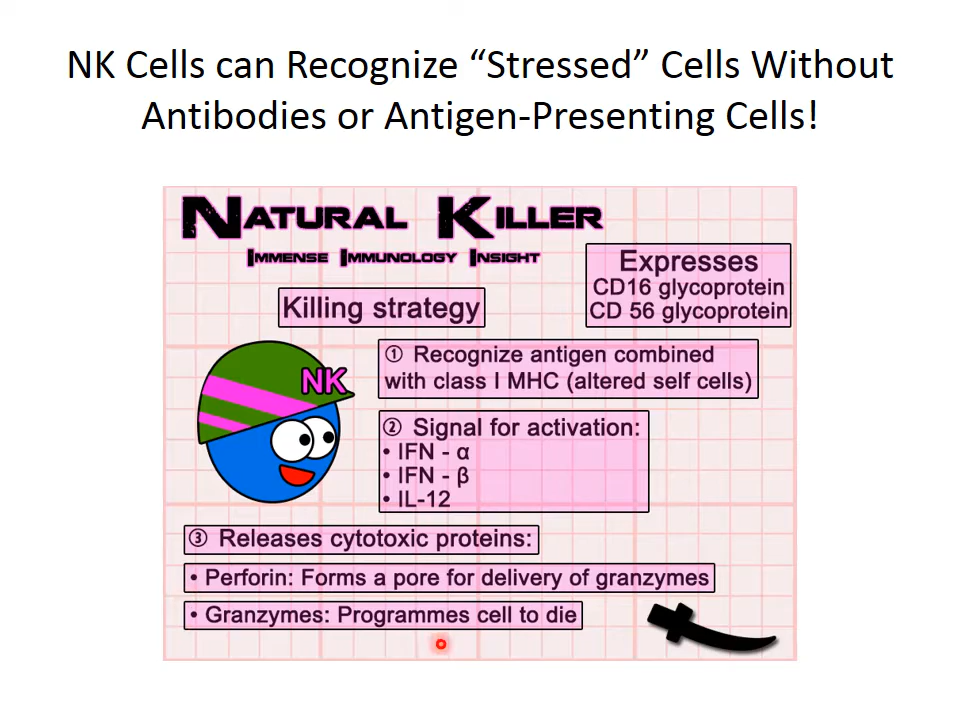 NK Cells can Recognize “Stressed” Cells Without
Antibodies or Antigen-Presenting Cells!
Natural Killer
Immense Immunology Insight
Expresses
CD16 glycoprotein
CD 56 glycoprotein
Killing strategy
NK
① Recognize antigen combined
with class I MHC (altered self cells)
② Signal for activation:
• IFN - α
• IFN - β
• IL-12
③ Releases cytotoxic proteins:
• Perforin: Forms a pore for delivery of granzymes
• Granzymes: Programmes cell to die